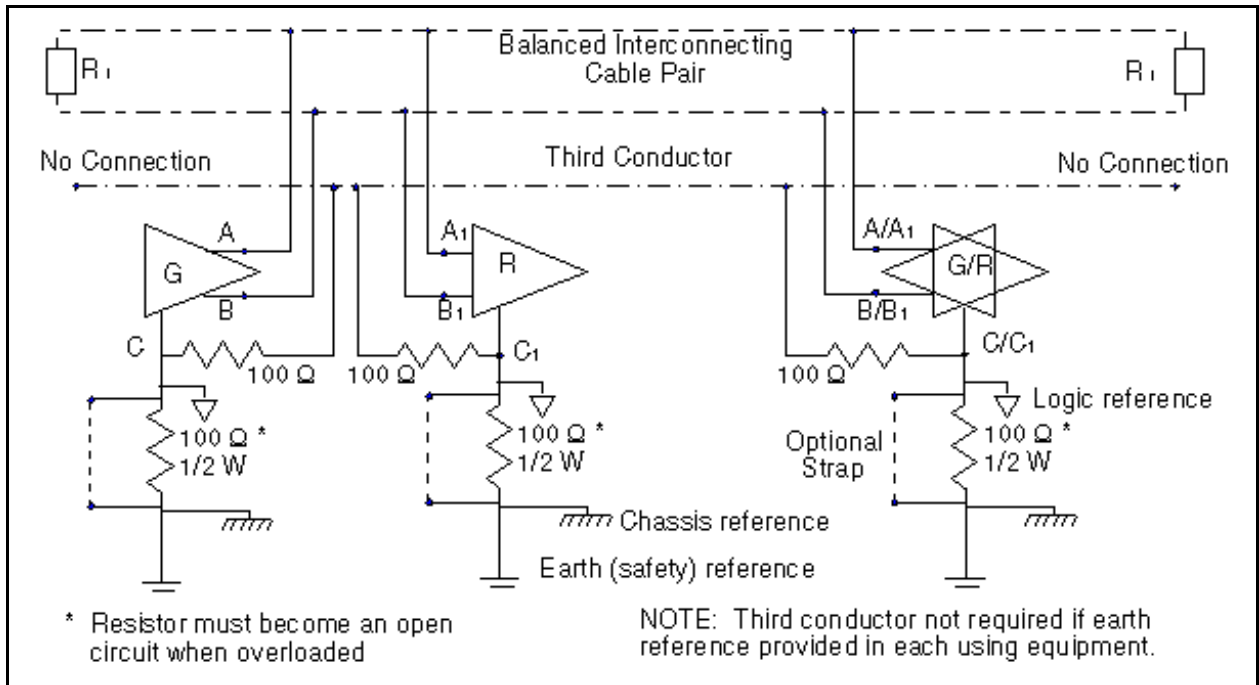 Balanced Interconnecting
Cable Pair
R₁
R₁
No Connection
Third Conductor
No Connection
A
G
B
C
100 Ω
A₁
R
B₁
C₁
100 Ω
A/A₁
G/R
B/B₁
C/C₁
100 Ω
100 Ω *
1/2 W
100 Ω *
1/2 W
Optional
Strap
Logic reference
100 Ω *
1/2 W
Chassis reference
Earth (safety) reference
* Resistor must become an open
circuit when overloaded
NOTE: Third conductor not required if earth
reference provided in each using equipment.